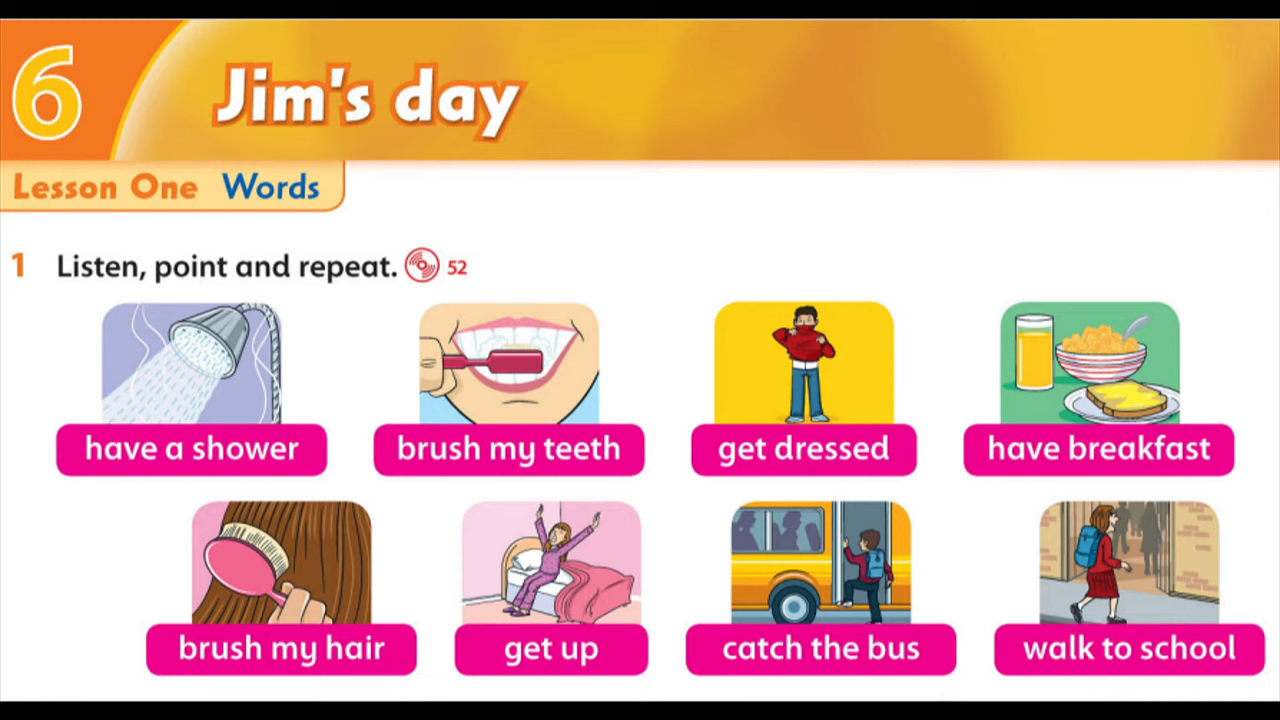 6
Jim's day
Lesson One Words
1 Listen, point and repeat. 52
have a shower
brush my teeth
get dressed
have breakfast
brush my hair
get up
catch the bus
walk to school